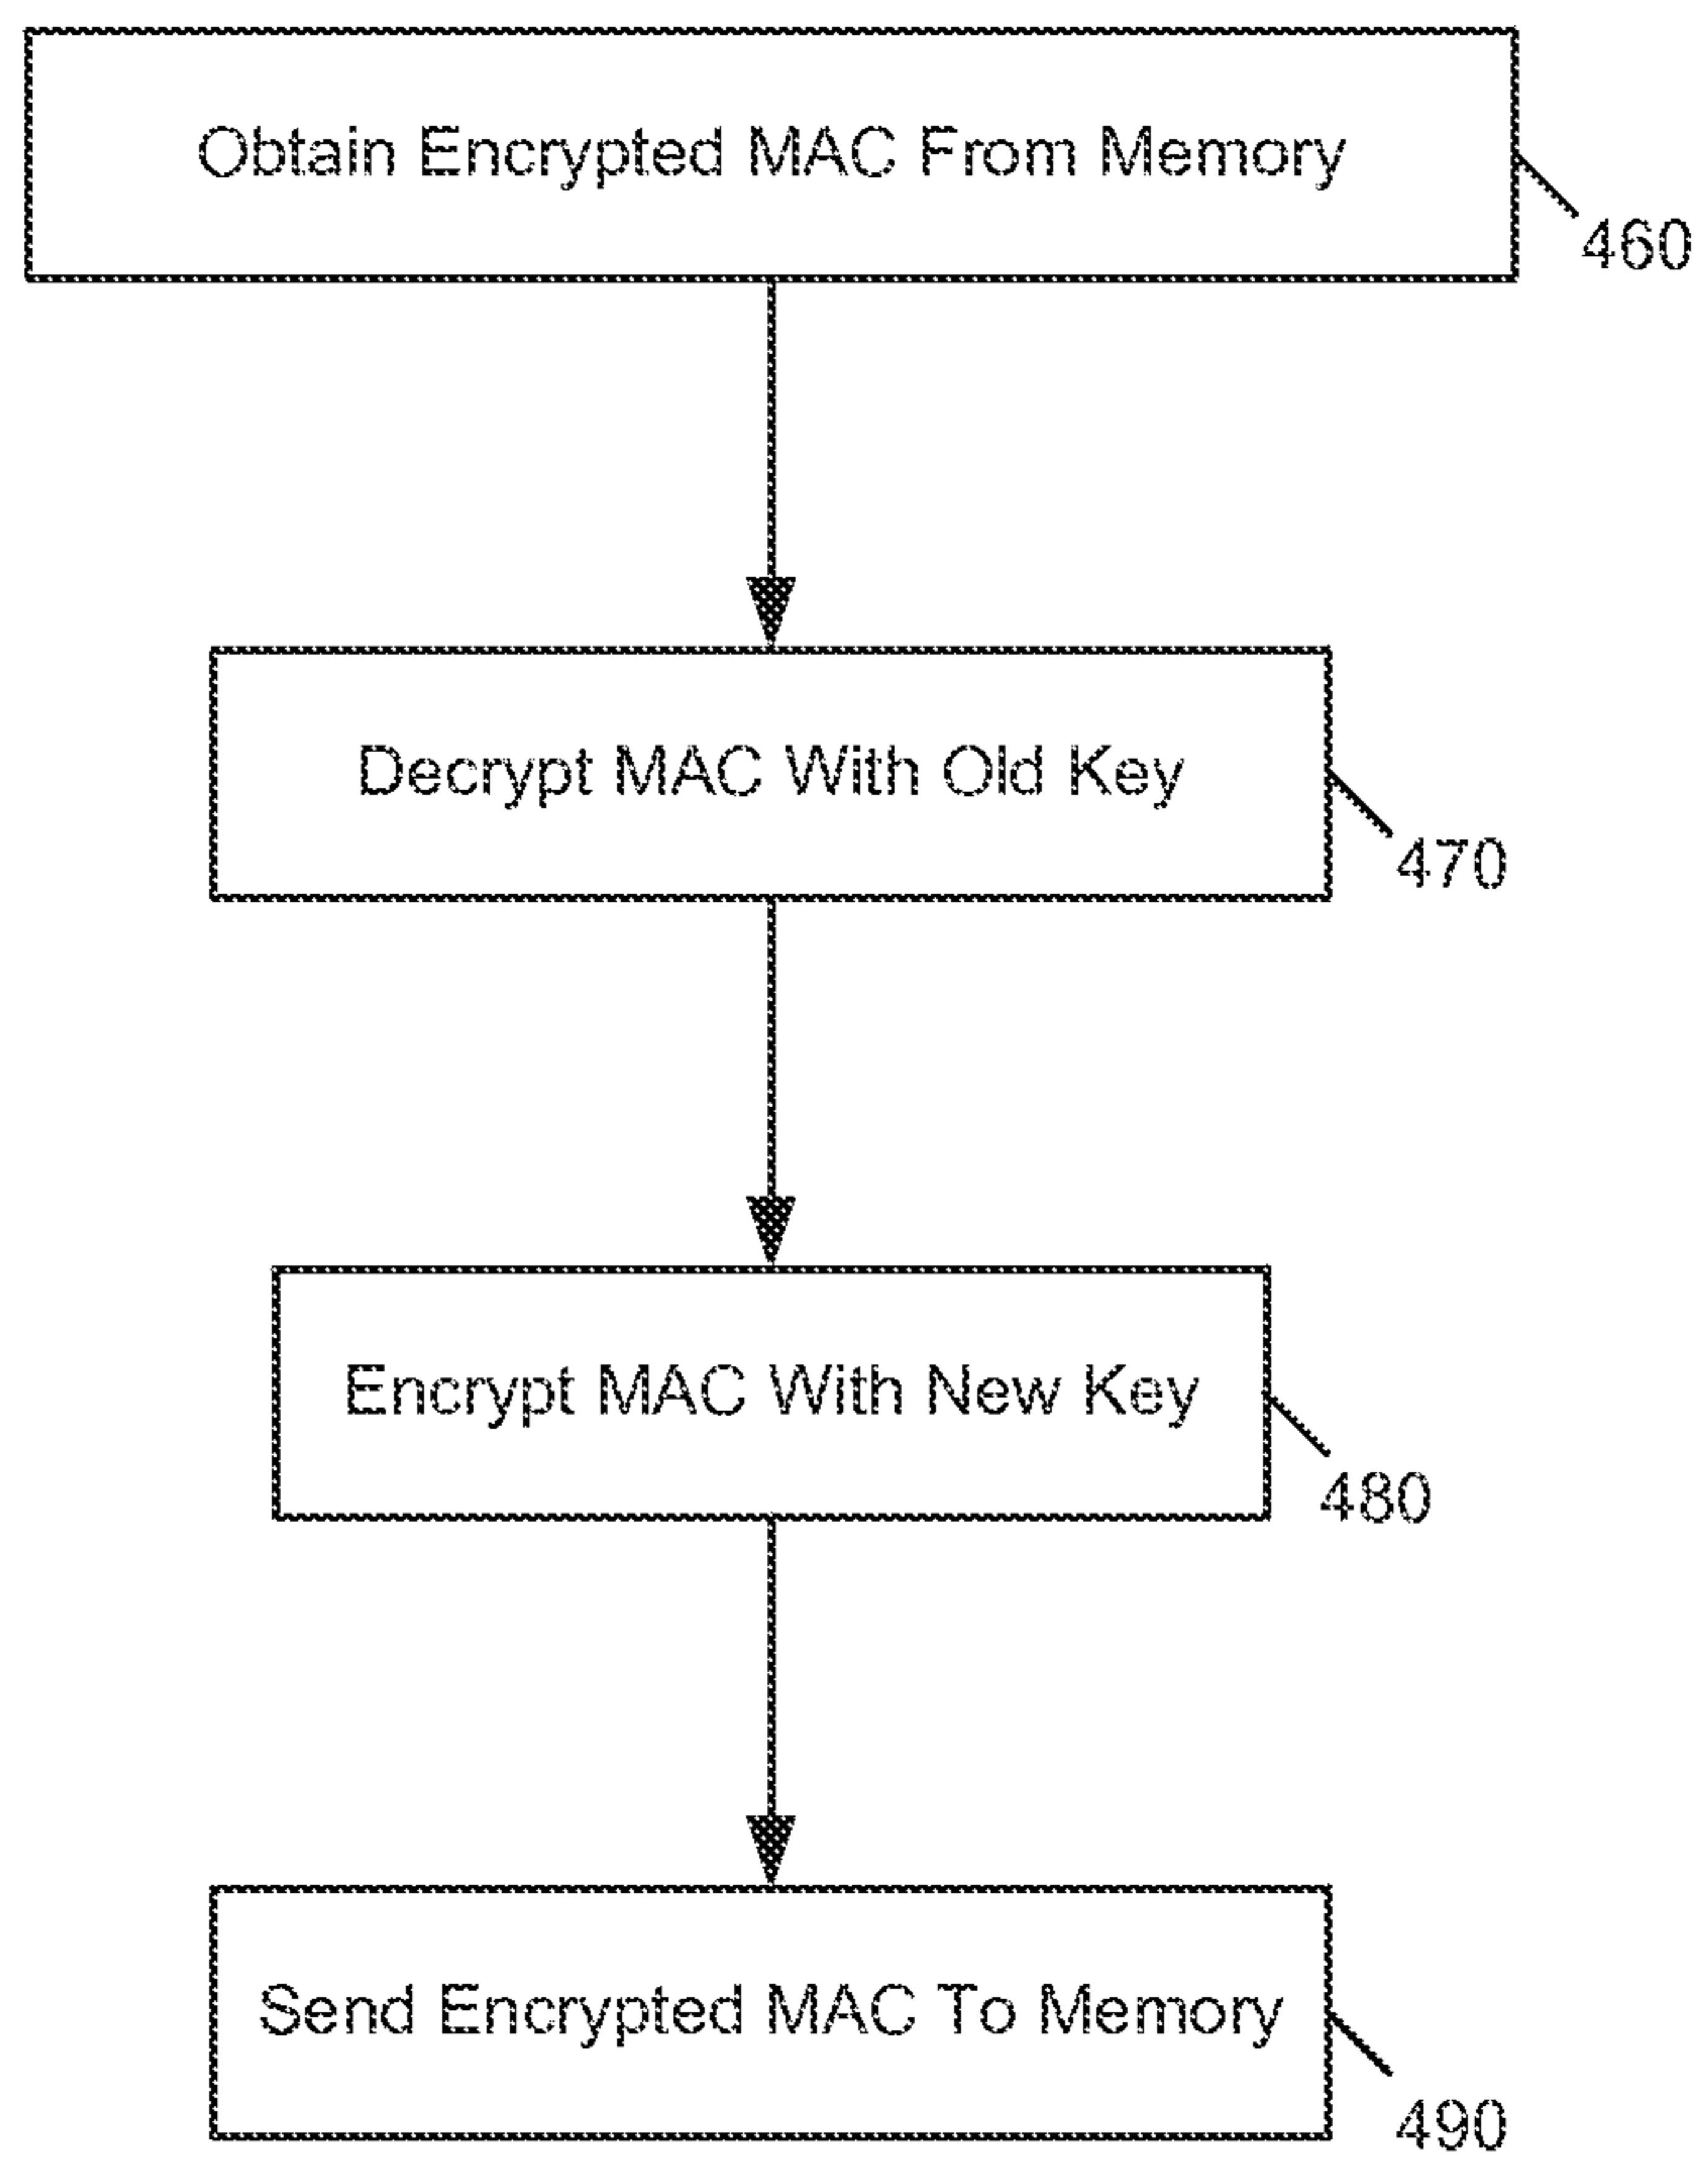 Obtain Encrypted MAC From Memory
460
Decrypt MAC With Old Key
470
Encrypt MAC With New Key
480
Send Encrypted MAC To Memory
490